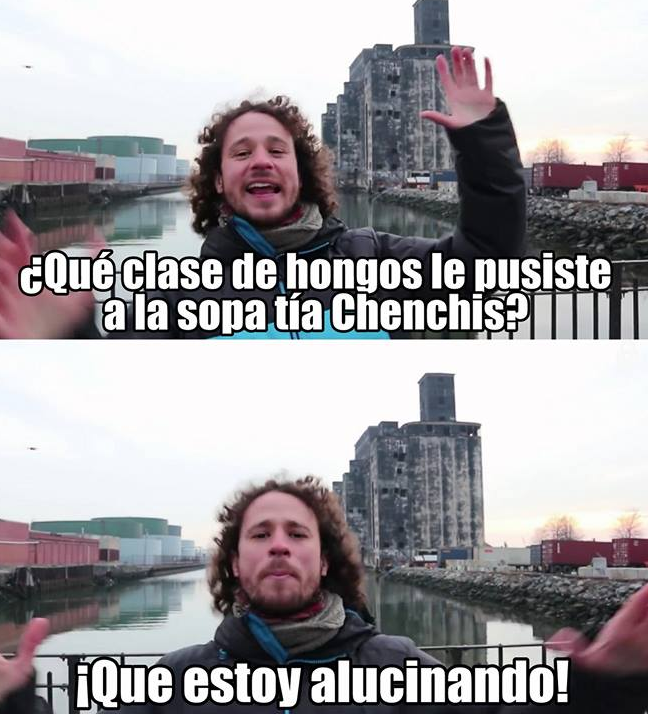 ¿Qué clase de hongos le pusiste
a la sopa tía Chenchis?
¡Que estoy alucinando!